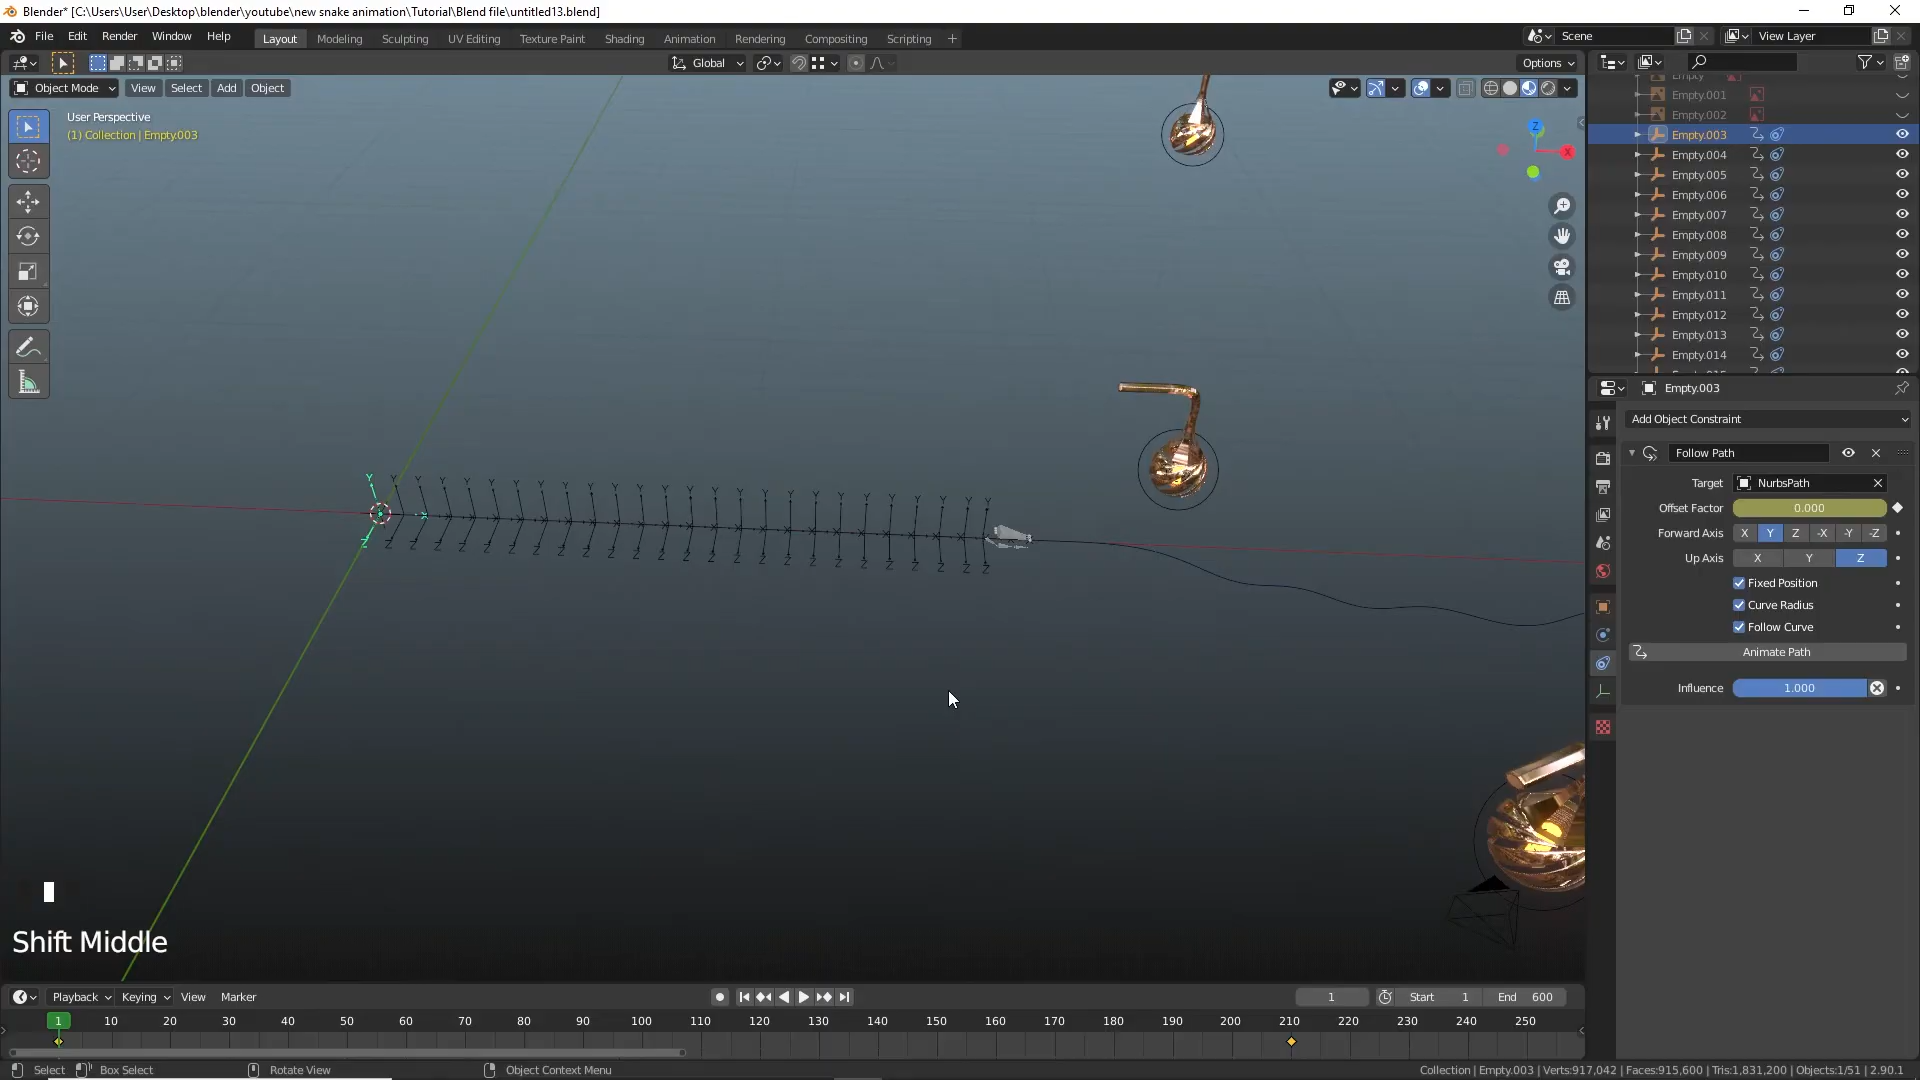 Blender* [C:\Users\User\Desktop\blender\youtube\new snake animation\Tutorial\Blend file\untitled13.blend]
File Edit Render Window Help Layout Modeling Sculpting UV Editing Texture Paint Shading Animation Rendering Compositing Scripting + Scene View Layer
Global Options
Object Mode View Select Add Object
User Perspective
(1) Collection | Empty.003
Z
X
Empty
Empty.001
Empty.002
Empty.003
Empty.004
Empty.005
Empty.006
Empty.007
Empty.008
Empty.009
Empty.010
Empty.011
Empty.012
Empty.013
Empty.014
Empty.003
Add Object Constraint
Follow Path
Target NurbsPath
Offset Factor 0.000
Forward Axis X Y Z -X -Y -Z
Up Axis X Y Z
Fixed Position
Curve Radius
Follow Curve
Animate Path
Influence 1.000
Y Y Y Y Y Y Y Y Y Y Y Y Y Y Y Y Y Y Y Y Y Y Y Y Y Y
Z Z Z Z Z Z Z Z Z Z Z Z Z Z Z Z Z Z Z Z Z Z Z Z Z Z
Shift Middle
Playback Keying View Marker 1 Start 1 End 600
1 10 20 30 40 50 60 70 80 90 100 110 120 130 140 150 160 170 180 190 200 210 220 230 240 250
Select Box Select Rotate View Object Context Menu Collection | Empty.003 | Verts:917,042 | Faces:915,600 | Tris:1,831,200 | Objects:1/51 | 2.90.1